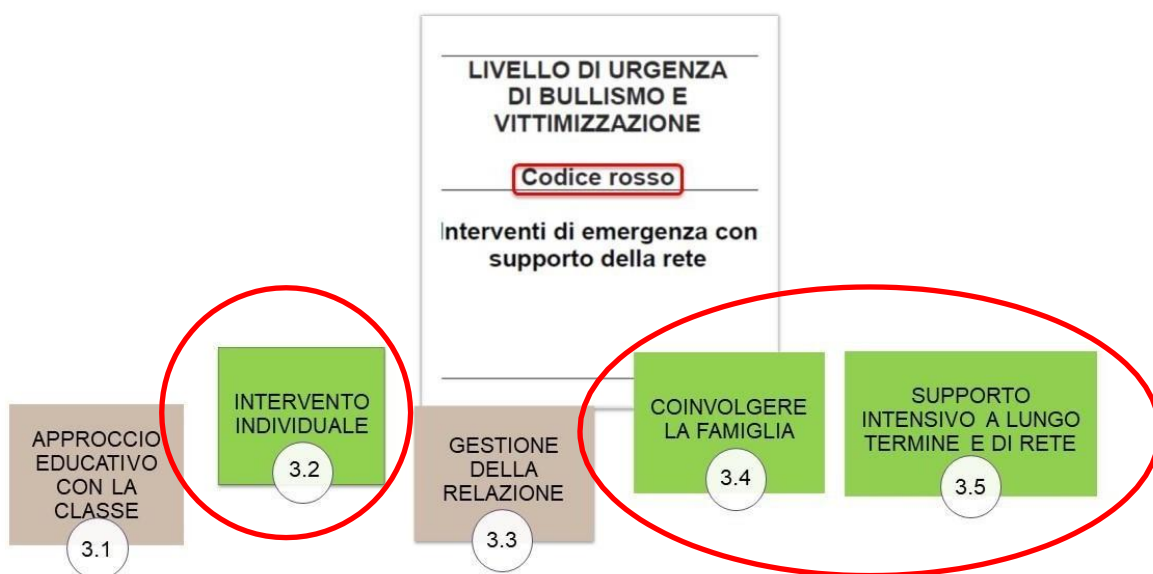 LIVELLO DI URGENZA
DI BULLISMO E
VITTIMIZZAZIONE
Codice rosso
Interventi di emergenza con
supporto della rete
APPROCCIO
EDUCATIVO
CON LA
CLASSE
3.1
INTERVENTO
INDIVIDUALE
3.2
GESTIONE
DELLA
RELAZIONE
3.3
COINVOLGERE
LA FAMIGLIA
3.4
SUPPORTO
INTENSIVO A LUNGO
TERMINE E DI RETE
3.5